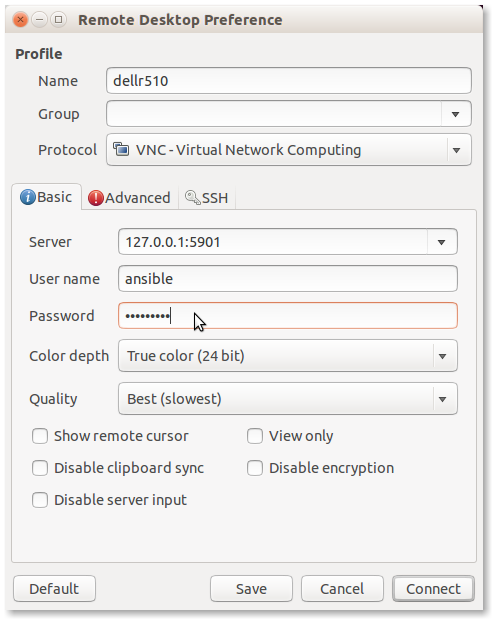 Remote Desktop Preference
Profile
Name dellr510
Group
Protocol VNC - Virtual Network Computing
Basic Advanced SSH
Server 127.0.0.1:5901
User name ansible
Password •••••••••
Color depth True color (24 bit)
Quality Best (slowest)
Show remote cursor View only
Disable clipboard sync Disable encryption
Disable server input
Default Save Cancel Connect